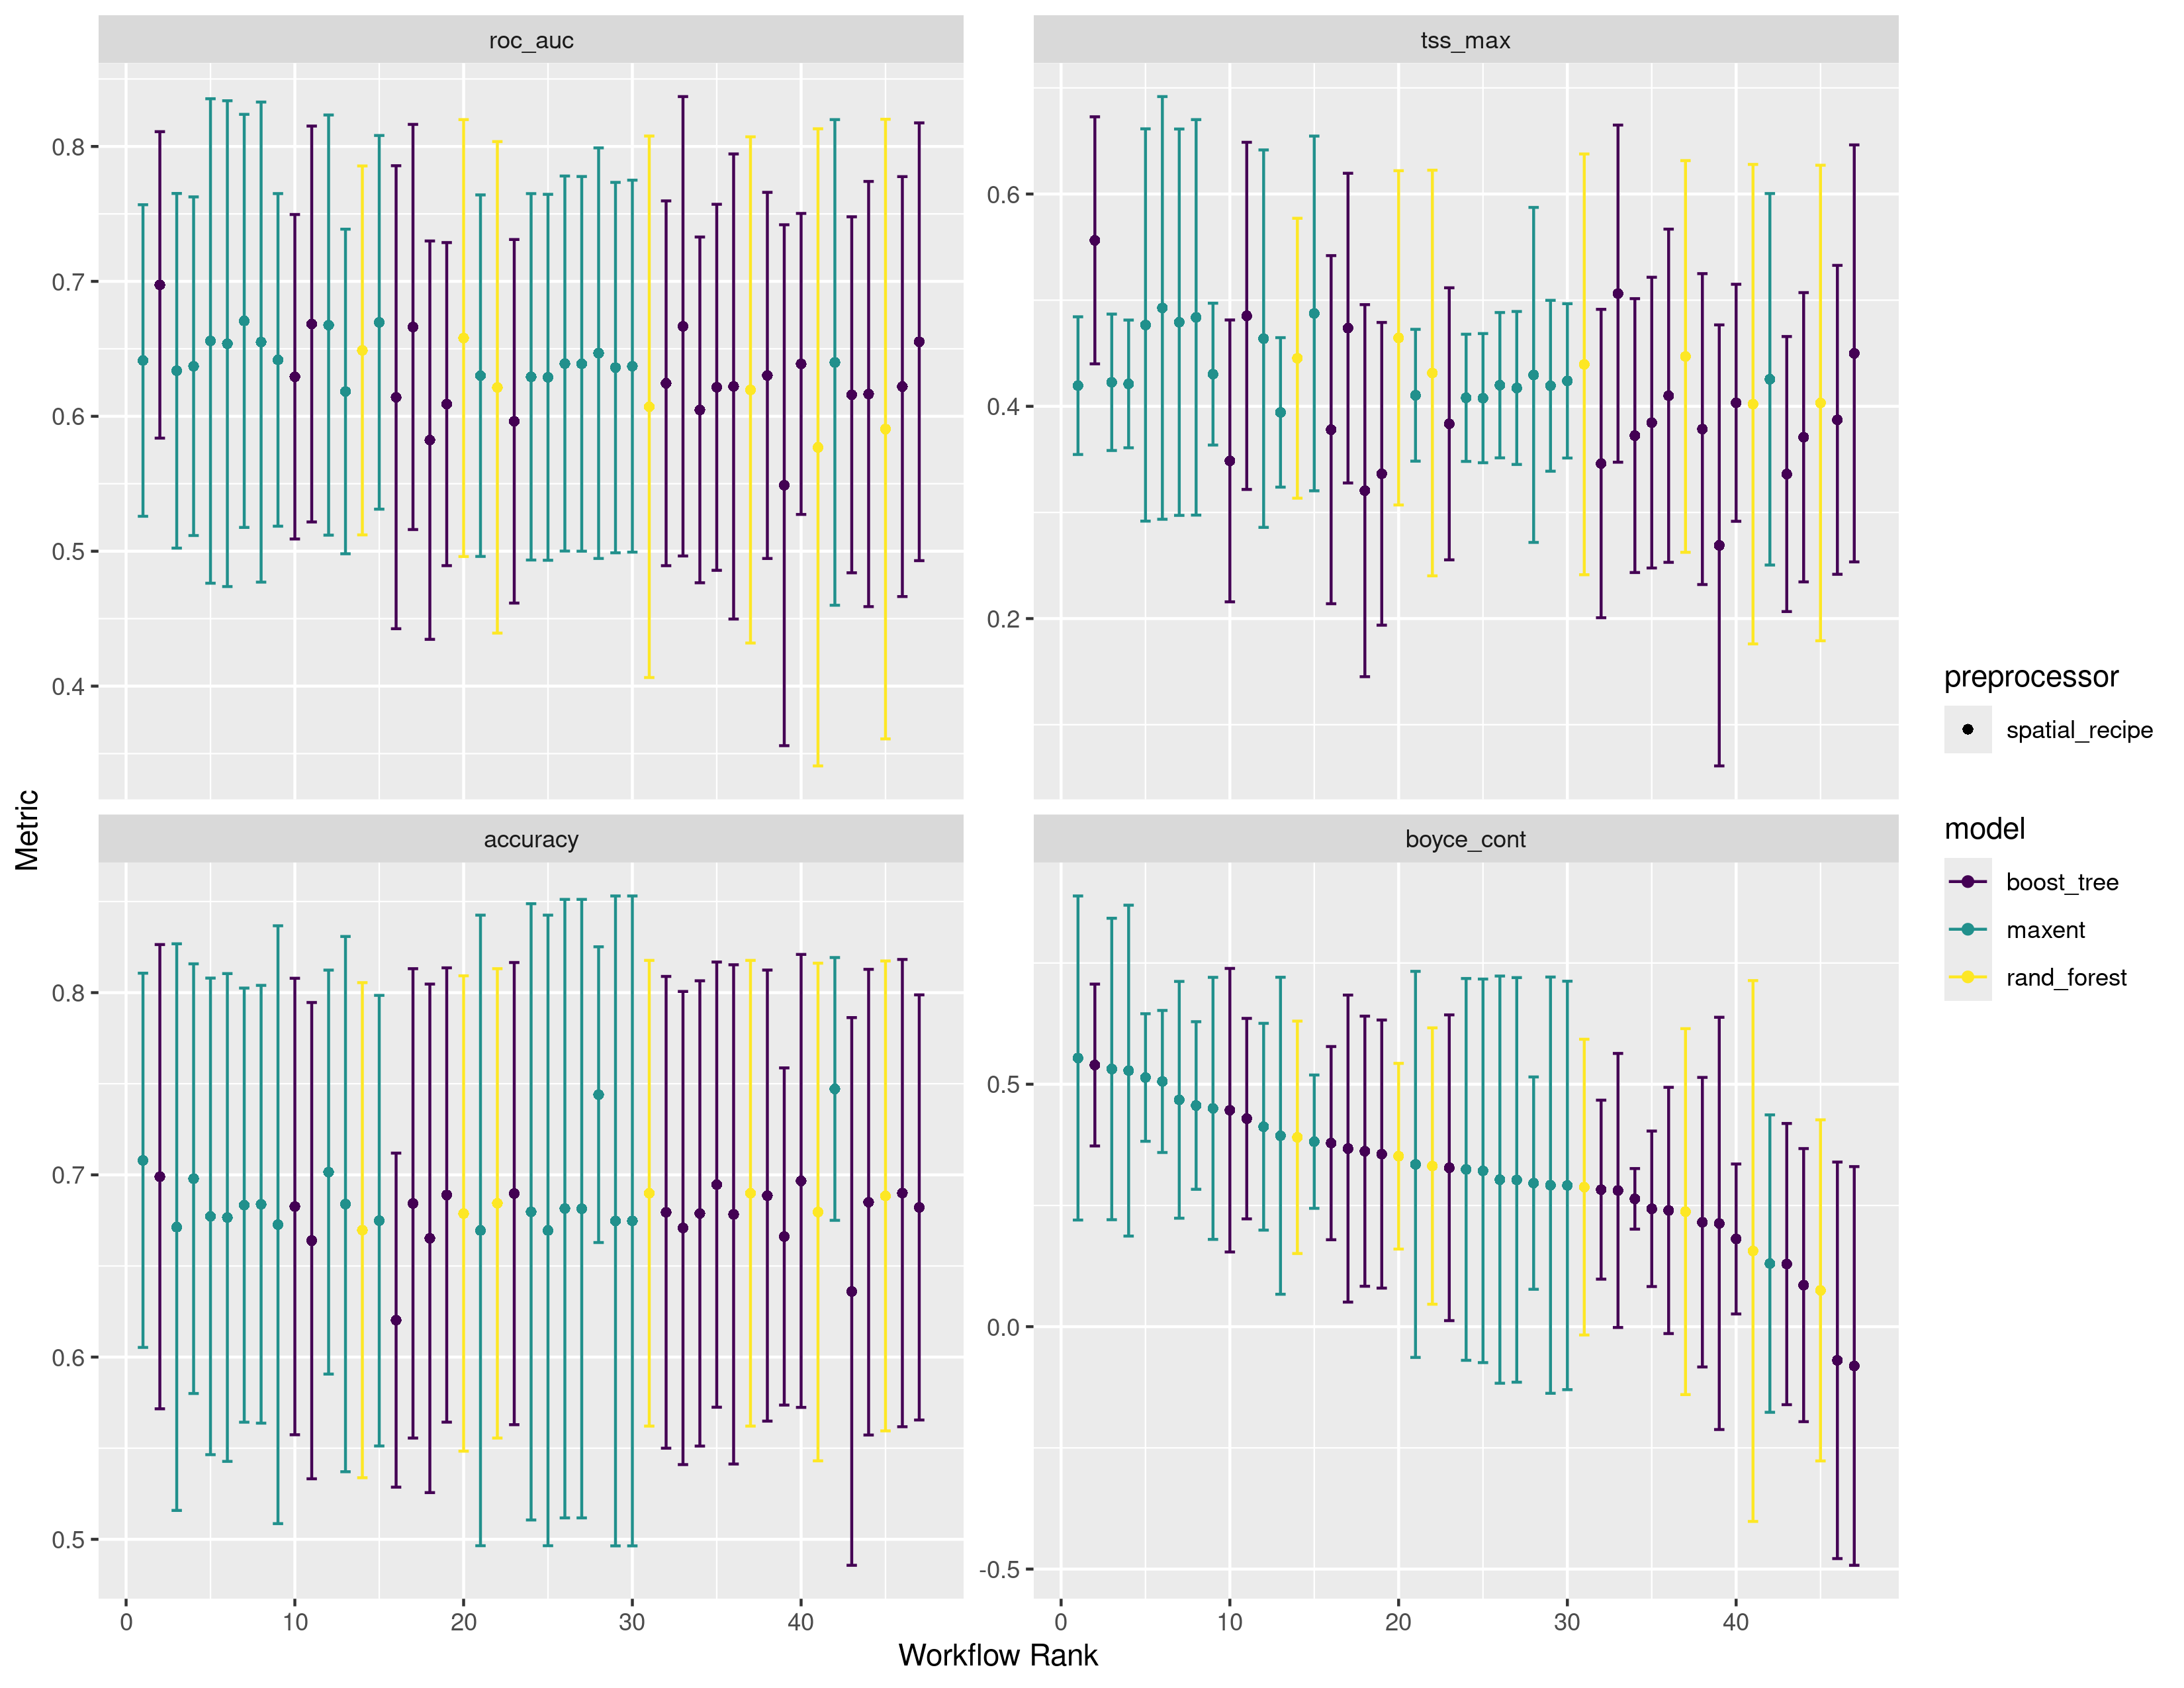 roc_auc
tss_max
0.8
0.7
0.6
0.5
0.4
0.6
0.4
0.2
Metric
accuracy
boyce_cont
0.8
0.7
0.6
0.5
0.5
0.0
-0.5
0 10 20 30 40
0 10 20 30 40
Workflow Rank
preprocessor
spatial_recipe
model
boost_tree
maxent
rand_forest